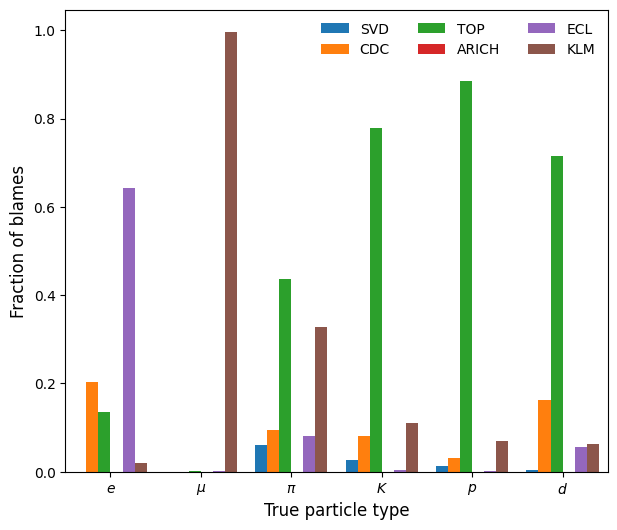 SVD TOP ECL
CDC ARICH KLM
1.0
0.8
0.6
0.4
0.2
0.0
Fraction of blames
e μ π K p d
True particle type